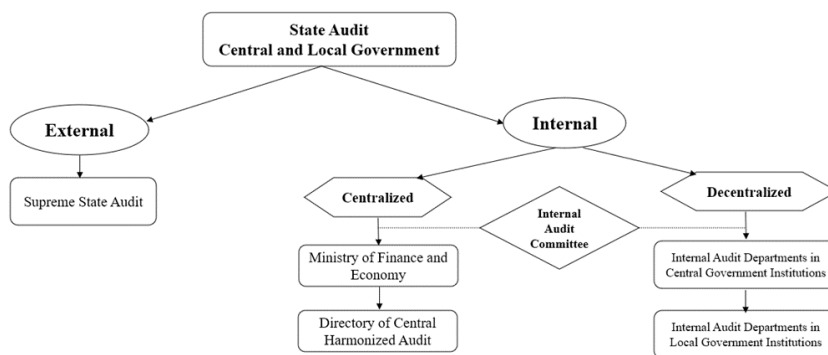 State Audit
Central and Local Government
External
Internal
Supreme State Audit
Centralized
Decentralized
Internal
Audit
Committee
Ministry of Finance and
Economy
Internal Audit Departments in
Central Government Institutions
Directory of Central
Harmonized Audit
Internal Audit Departments in
Local Government Institutions